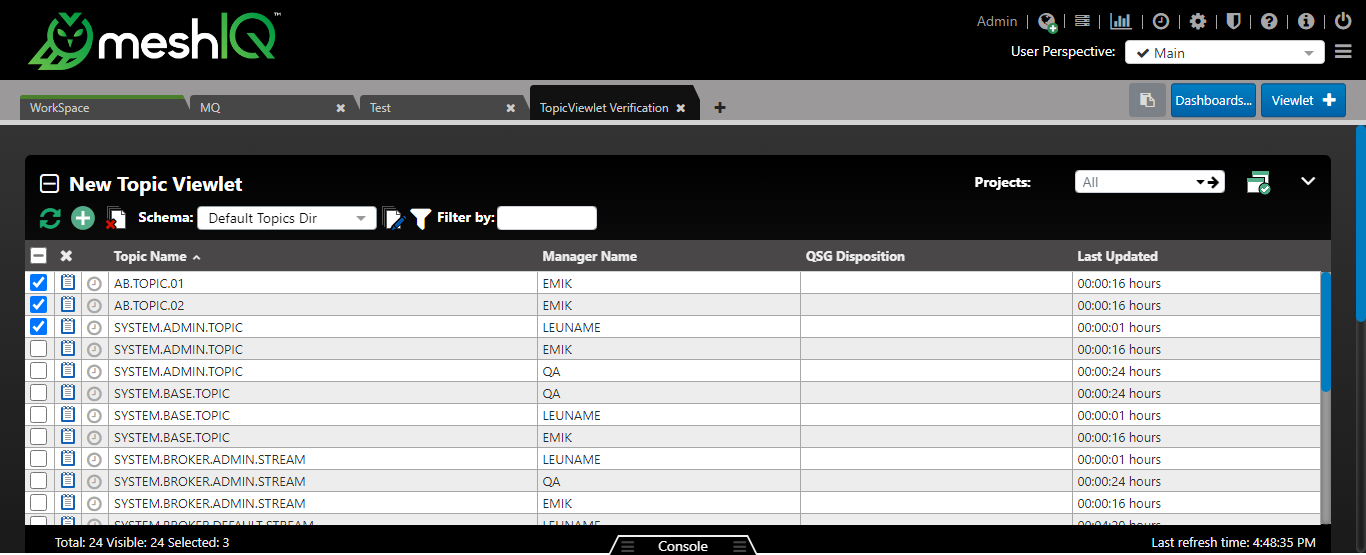 meshIQ™
Admin
User Perspective: Main
WorkSpace MQ Test TopicViewlet Verification
Dashboards... Viewlet
New Topic Viewlet Projects: All
Schema: Default Topics Dir Filter by:
Topic Name Manager Name QSG Disposition Last Updated
AB.TOPIC.01 EMIK 00:00:16 hours
AB.TOPIC.02 EMIK 00:00:16 hours
SYSTEM.ADMIN.TOPIC LEUNAME 00:00:01 hours
SYSTEM.ADMIN.TOPIC EMIK 00:00:16 hours
SYSTEM.ADMIN.TOPIC QA 00:00:24 hours
SYSTEM.BASE.TOPIC QA 00:00:24 hours
SYSTEM.BASE.TOPIC LEUNAME 00:00:01 hours
SYSTEM.BASE.TOPIC EMIK 00:00:16 hours
SYSTEM.BROKER.ADMIN.STREAM LEUNAME 00:00:01 hours
SYSTEM.BROKER.ADMIN.STREAM QA 00:00:24 hours
SYSTEM.BROKER.ADMIN.STREAM EMIK 00:00:16 hours
SYSTEM.BROKER.DEFAULT.STREAM LEUNAME hours
Total: 24 Visible: 24 Selected: 3 Console Last refresh time: 4:48:35 PM